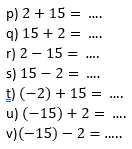 p) 2 + 15 = ....
q) 15 + 2 = ....
r) 2 − 15 = ....
s) 15 − 2 = ....
t) (−2) + 15 = ....
u) (−15) + 2 = ....
v)(−15) − 2 = .....